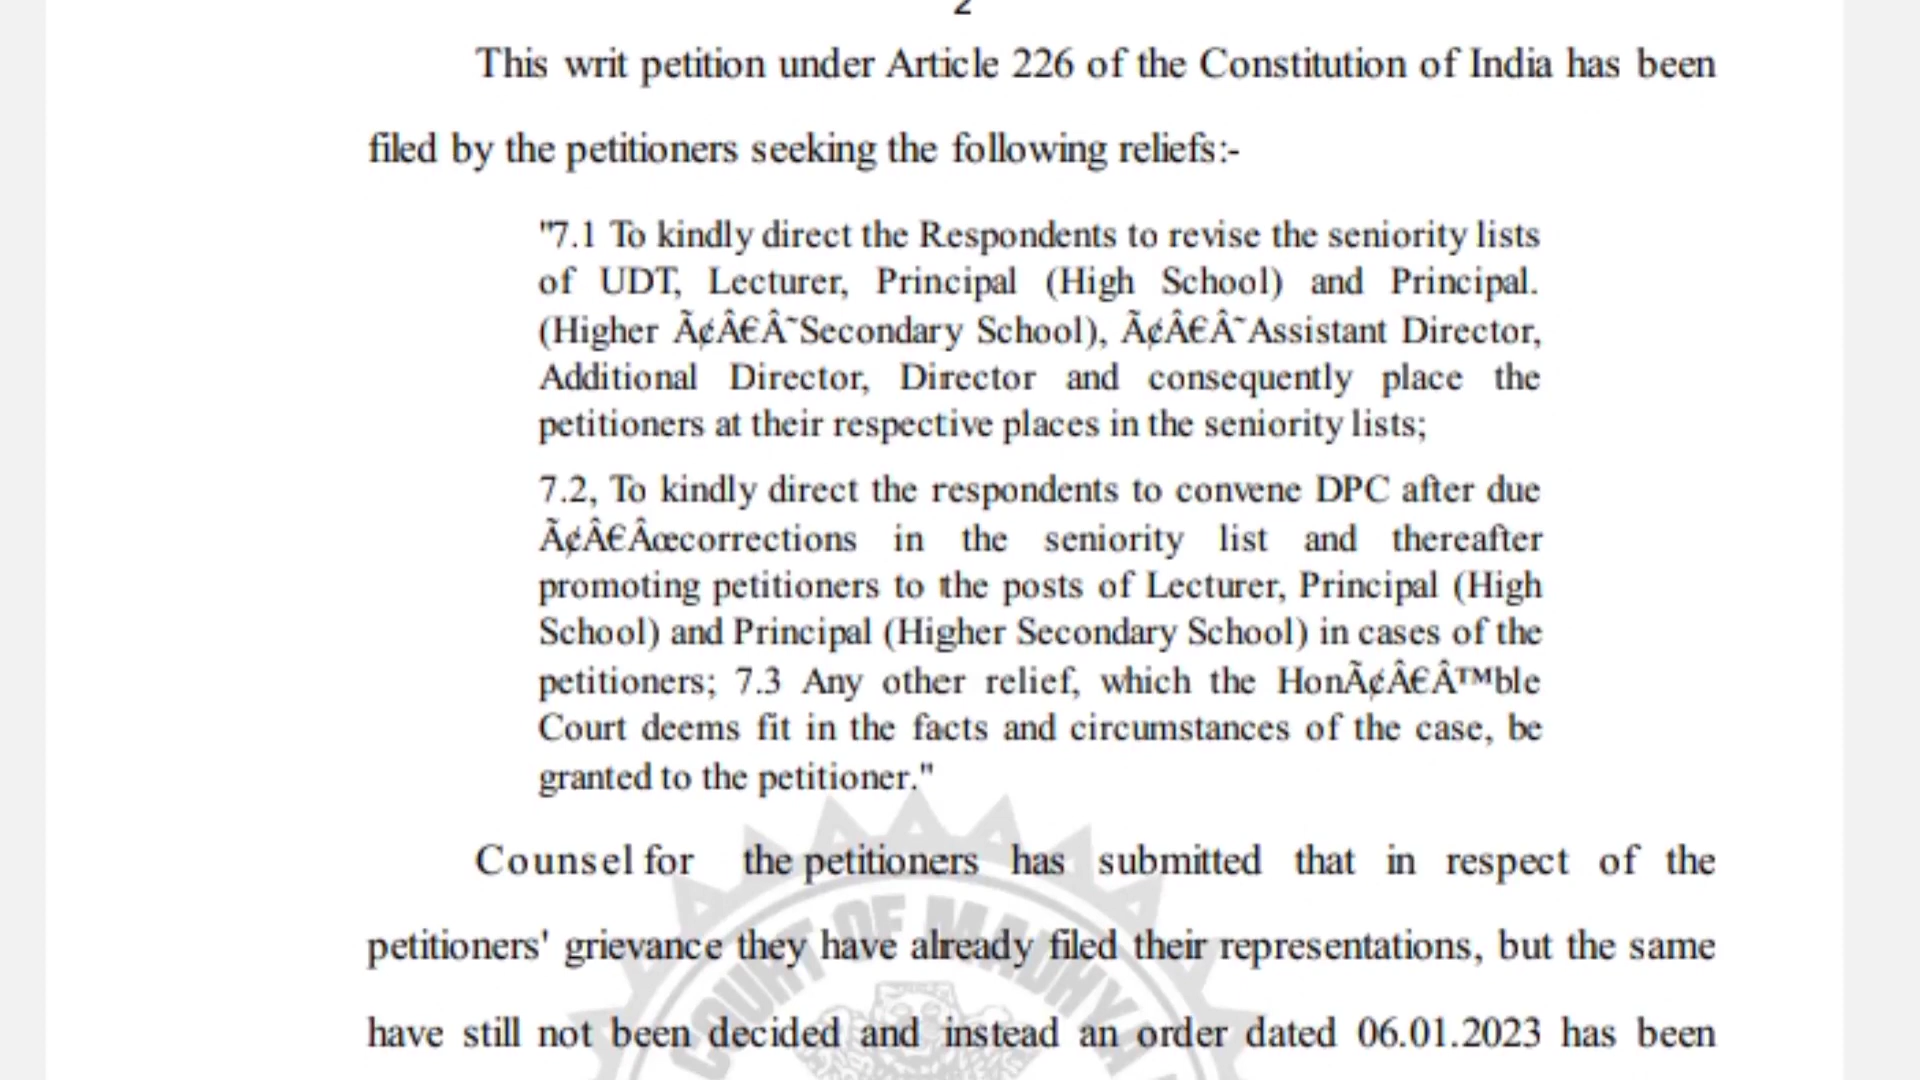 2
This writ petition under Article 226 of the Constitution of India has been
filed by the petitioners seeking the following reliefs:-
"7.1 To kindly direct the Respondents to revise the seniority lists
of UDT, Lecturer, Principal (High School) and Principal.
(Higher Ã¢Â€Â˜Secondary School), Ã¢Â€Â˜Assistant Director,
Additional Director, Director and consequently place the
petitioners at their respective places in the seniority lists;
7.2, To kindly direct the respondents to convene DPC after due
Ã¢Â€Âœcorrections in the seniority list and thereafter
promoting petitioners to the posts of Lecturer, Principal (High
School) and Principal (Higher Secondary School) in cases of the
petitioners; 7.3 Any other relief, which the HonÃ¢Â€Â™ble
Court deems fit in the facts and circumstances of the case, be
granted to the petitioner."
Counsel for the petitioners has submitted that in respect of the
petitioners' grievance they have already filed their representations, but the same
have still not been decided and instead an order dated 06.01.2023 has been
COURT OF MADHYA